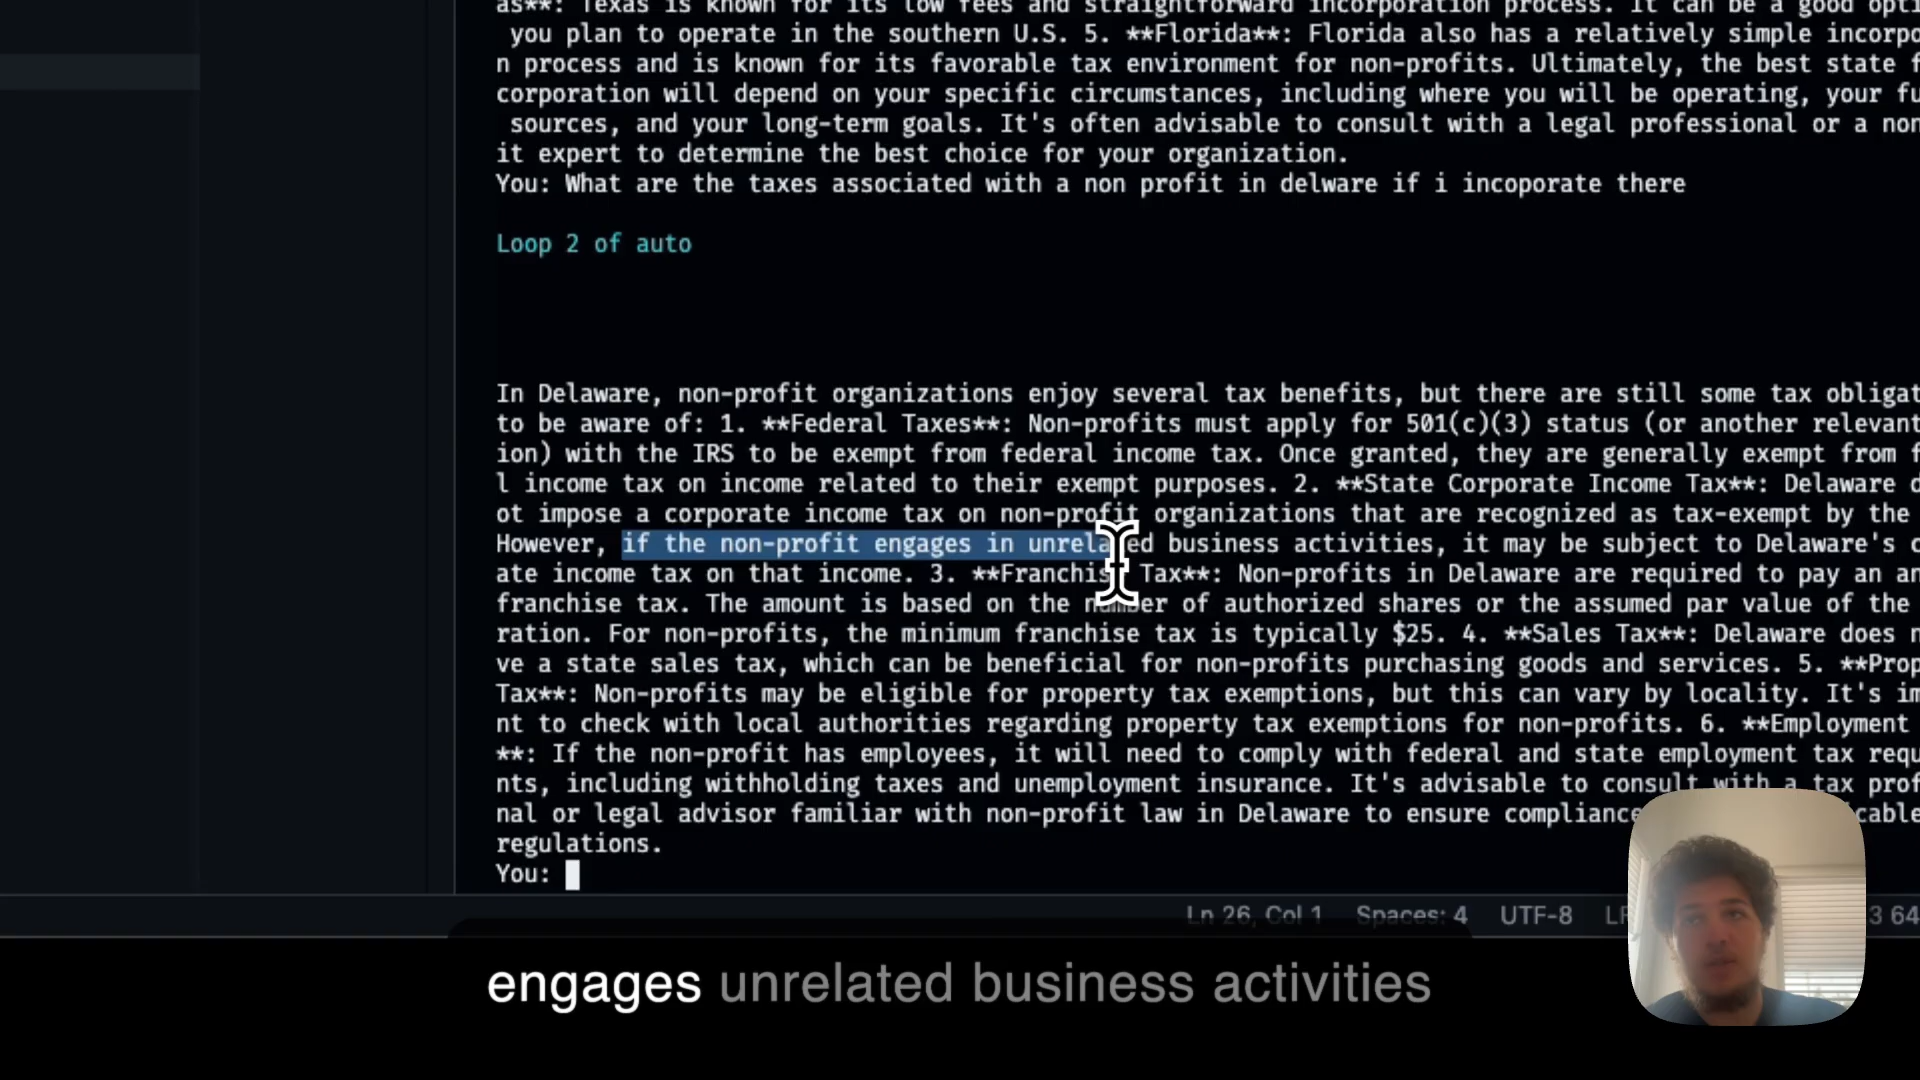 as**: Texas is known for its low fees and straightforward incorporation process. It can be a good opti
you plan to operate in the southern U.S. 5. **Florida**: Florida also has a relatively simple incorpo
n process and is known for its favorable tax environment for non-profits. Ultimately, the best state f
corporation will depend on your specific circumstances, including where you will be operating, your fu
sources, and your long-term goals. It's often advisable to consult with a legal professional or a non
it expert to determine the best choice for your organization.
You: What are the taxes associated with a non profit in delware if i incoporate there
Loop 2 of auto
In Delaware, non-profit organizations enjoy several tax benefits, but there are still some tax obligat
to be aware of: 1. **Federal Taxes**: Non-profits must apply for 501(c)(3) status (or another relevant
ion) with the IRS to be exempt from federal income tax. Once granted, they are generally exempt from f
l income tax on income related to their exempt purposes. 2. **State Corporate Income Tax**: Delaware d
ot impose a corporate income tax on non-profit organizations that are recognized as tax-exempt by the
However, if the non-profit engages in unrelated business activities, it may be subject to Delaware's c
ate income tax on that income. 3. **Franchise Tax**: Non-profits in Delaware are required to pay an an
franchise tax. The amount is based on the number of authorized shares or the assumed par value of the
ration. For non-profits, the minimum franchise tax is typically $25. 4. **Sales Tax**: Delaware does n
ve a state sales tax, which can be beneficial for non-profits purchasing goods and services. 5. **Prop
Tax**: Non-profits may be eligible for property tax exemptions, but this can vary by locality. It's im
nt to check with local authorities regarding property tax exemptions for non-profits. 6. **Employment
**: If the non-profit has employees, it will need to comply with federal and state employment tax requ
nts, including withholding taxes and unemployment insurance. It's advisable to consult with a tax prof
nal or legal advisor familiar with non-profit law in Delaware to ensure compliance cable
regulations.
You:
Ln 26, Col 1 Spaces: 4 UTF-8 LF 3 64
engages unrelated business activities